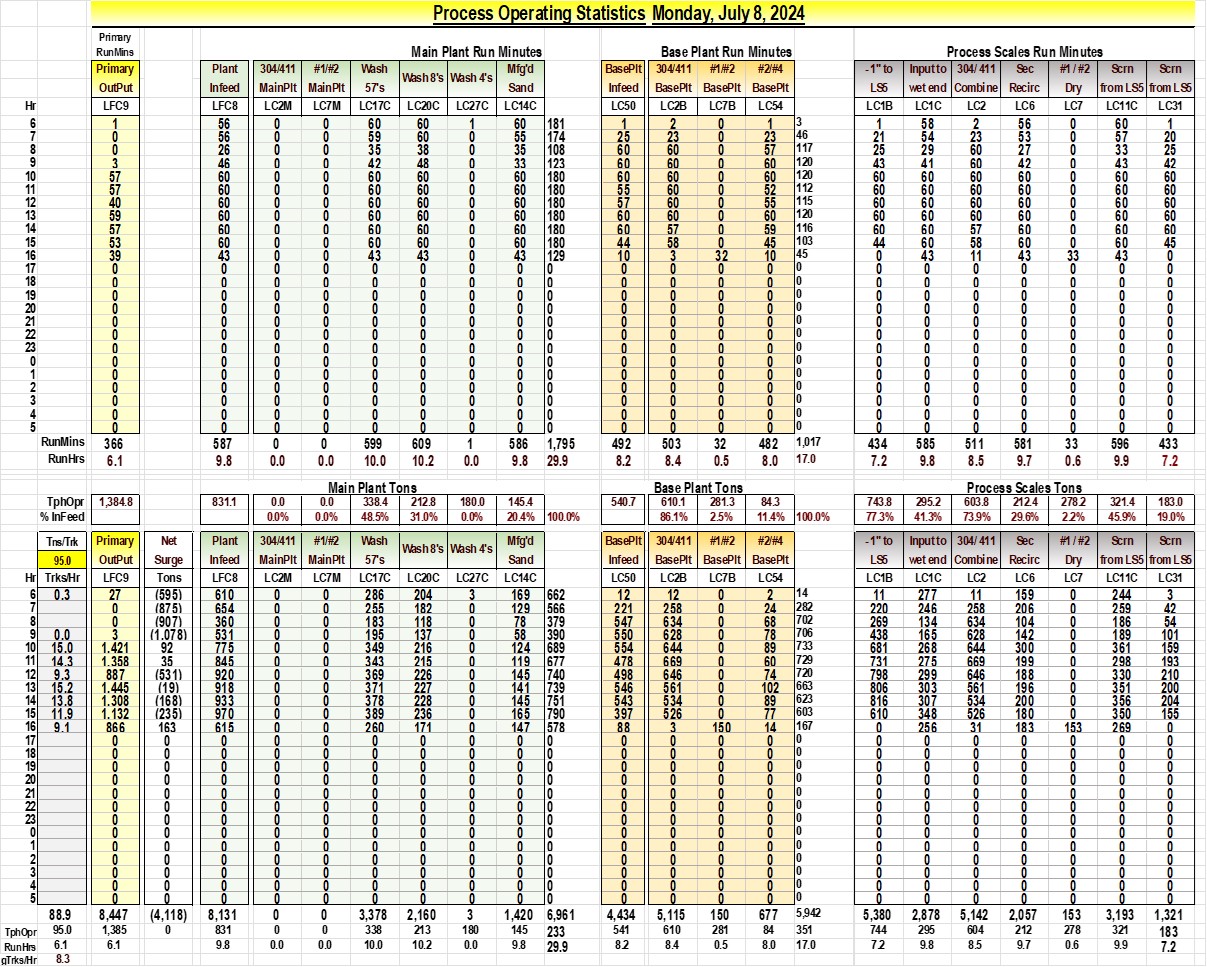 Process Operating Statistics Monday, July 8, 2024
Primary
RunMins Main Plant Run Minutes Base Plant Run Minutes Process Scales Run Minutes
Primary Plant 304/411 #1/#2 Wash Wash 8's Wash 4's Mfg'd BasePlt 304/411 #1/#2 #2/#4 -1" to Input to 304/ 411 Sec #1 / #2 Scrn Scrn
OutPut Infeed MainPlt MainPlt 57's Sand Infeed BasePlt BasePlt BasePlt LS5 wet end Combine Recirc Dry from LS5 from LS5
Hr LFC9 LFC8 LC2M LC7M LC17C LC20C LC27C LC14C LC50 LC2B LC7B LC54 LC1B LC1C LC2 LC6 LC7 LC11C LC31
6 1 56 0 0 60 60 1 60 181 1 2 0 1 3 1 58 2 56 0 60 1
7 0 56 0 0 59 60 0 55 174 25 23 0 23 46 21 54 23 53 0 57 20
8 0 26 0 0 35 38 0 35 108 60 60 0 57 117 25 29 60 27 0 33 25
9 3 46 0 0 42 48 0 33 123 60 60 0 60 120 43 41 60 42 0 43 42
10 57 60 0 0 60 60 0 60 180 60 60 0 60 120 60 60 60 60 0 60 60
11 57 60 0 0 60 60 0 60 180 55 60 0 52 112 60 60 60 60 0 60 60
12 40 60 0 0 60 60 0 60 180 57 60 0 55 115 60 60 60 60 0 60 60
13 59 60 0 0 60 60 0 60 180 60 60 0 60 120 60 60 60 60 0 60 60
14 57 60 0 0 60 60 0 60 180 60 57 0 59 116 60 60 57 60 0 60 60
15 53 60 0 0 60 60 0 60 180 44 58 0 45 103 44 60 58 60 0 60 45
16 39 43 0 0 43 43 0 43 129 10 3 32 10 45 0 43 11 43 33 43 0
17 0 0 0 0 0 0 0 0 0 0 0 0 0 0 0 0 0 0 0 0 0
18 0 0 0 0 0 0 0 0 0 0 0 0 0 0 0 0 0 0 0 0 0
19 0 0 0 0 0 0 0 0 0 0 0 0 0 0 0 0 0 0 0 0 0
20 0 0 0 0 0 0 0 0 0 0 0 0 0 0 0 0 0 0 0 0 0
21 0 0 0 0 0 0 0 0 0 0 0 0 0 0 0 0 0 0 0 0 0
22 0 0 0 0 0 0 0 0 0 0 0 0 0 0 0 0 0 0 0 0 0
23 0 0 0 0 0 0 0 0 0 0 0 0 0 0 0 0 0 0 0 0 0
0 0 0 0 0 0 0 0 0 0 0 0 0 0 0 0 0 0 0 0 0 0
1 0 0 0 0 0 0 0 0 0 0 0 0 0 0 0 0 0 0 0 0 0
2 0 0 0 0 0 0 0 0 0 0 0 0 0 0 0 0 0 0 0 0 0
3 0 0 0 0 0 0 0 0 0 0 0 0 0 0 0 0 0 0 0 0 0
4 0 0 0 0 0 0 0 0 0 0 0 0 0 0 0 0 0 0 0 0 0
5 0 0 0 0 0 0 0 0 0 0 0 0 0 0 0 0 0 0 0 0 0
RunMins 366 587 0 0 599 609 1 586 1,795 492 503 32 482 1,017 434 585 511 581 33 596 433
RunHrs 6.1 9.8 0.0 0.0 10.0 10.2 0.0 9.8 29.9 8.2 8.4 0.5 8.0 17.0 7.2 9.8 8.5 9.7 0.6 9.9 7.2
Main Plant Tons Base Plant Tons Process Scales Tons
TphOpr 1,384.8 831.1 0.0 0.0 338.4 212.8 180.0 145.4 540.7 610.1 281.3 84.3 743.8 295.2 603.8 212.4 278.2 321.4 183.0
% InFeed 0.0% 0.0% 48.5% 31.0% 0.0% 20.4% 100.0% 86.1% 2.5% 11.4% 100.0% 77.3% 41.3% 73.9% 29.6% 2.2% 45.9% 19.0%
Tns/Trk Primary Net Plant 304/411 #1/#2 Wash Wash 8's Wash 4's Mfg'd BasePlt 304/411 #1/#2 #2/#4 -1" to Input to 304/ 411 Sec #1 / #2 Scrn Scrn
95.0 OutPut Surge Infeed MainPlt MainPlt 57's Sand Infeed BasePlt BasePlt BasePlt LS5 wet end Combine Recirc Dry from LS5 from LS5
Hr Trks/Hr LFC9 Tons LFC8 LC2M LC7M LC17C LC20C LC27C LC14C LC50 LC2B LC7B LC54 LC1B LC1C LC2 LC6 LC7 LC11C LC31
6 0.3 27 (595) 610 0 0 286 204 3 169 662 12 12 0 2 14 11 277 11 159 0 244 3
7 0 (875) 654 0 0 255 182 0 129 566 221 258 0 24 282 220 246 258 206 0 259 42
8 0 (907) 360 0 0 183 118 0 78 379 547 634 0 68 702 269 134 634 104 0 186 54
9 0.0 3 (1,078) 531 0 0 195 137 0 58 390 550 628 0 78 706 438 165 628 142 0 189 101
10 15.0 1,421 92 775 0 0 349 216 0 124 689 554 644 0 89 733 681 268 644 300 0 361 159
11 14.3 1,358 35 845 0 0 343 215 0 119 677 478 669 0 60 729 731 275 669 199 0 298 193
12 9.3 887 (531) 920 0 0 369 226 0 145 740 498 646 0 74 720 798 299 646 188 0 330 210
13 15.2 1,445 (19) 918 0 0 371 227 0 141 739 546 561 0 102 663 806 303 561 196 0 351 200
14 13.8 1,308 (168) 933 0 0 378 228 0 145 751 543 534 0 89 623 816 307 534 200 0 356 204
15 11.9 1,132 (235) 970 0 0 389 236 0 165 790 397 526 0 77 603 610 348 526 180 0 350 155
16 9.1 866 163 615 0 0 260 171 0 147 578 88 3 150 14 167 0 256 31 183 153 269 0
17 0 0 0 0 0 0 0 0 0 0 0 0 0 0 0 0 0 0 0 0 0 0
18 0 0 0 0 0 0 0 0 0 0 0 0 0 0 0 0 0 0 0 0 0 0
19 0 0 0 0 0 0 0 0 0 0 0 0 0 0 0 0 0 0 0 0 0 0
20 0 0 0 0 0 0 0 0 0 0 0 0 0 0 0 0 0 0 0 0 0 0
21 0 0 0 0 0 0 0 0 0 0 0 0 0 0 0 0 0 0 0 0 0 0
22 0 0 0 0 0 0 0 0 0 0 0 0 0 0 0 0 0 0 0 0 0 0
23 0 0 0 0 0 0 0 0 0 0 0 0 0 0 0 0 0 0 0 0 0 0
0 0 0 0 0 0 0 0 0 0 0 0 0 0 0 0 0 0 0 0 0 0 0
1 0 0 0 0 0 0 0 0 0 0 0 0 0 0 0 0 0 0 0 0 0 0
2 0 0 0 0 0 0 0 0 0 0 0 0 0 0 0 0 0 0 0 0 0 0
3 0 0 0 0 0 0 0 0 0 0 0 0 0 0 0 0 0 0 0 0 0 0
4 0 0 0 0 0 0 0 0 0 0 0 0 0 0 0 0 0 0 0 0 0 0
5 0 0 0 0 0 0 0 0 0 0 0 0 0 0 0 0 0 0 0 0 0 0
88.9 8,447 (4,118) 8,131 0 0 3,378 2,160 3 1,420 6,961 4,434 5,115 150 677 5,942 5,380 2,878 5,142 2,057 153 3,193 1,321
TphOpr 95.0 1,385 0 831 0 0 338 213 180 145 233 541 610 281 84 351 744 295 604 212 278 321 183
RunHrs 6.1 6.1 9.8 0.0 0.0 10.0 10.2 0.0 9.8 29.9 8.2 8.4 0.5 8.0 17.0 7.2 9.8 8.5 9.7 0.6 9.9 7.2
gTrks/Hr 8.3